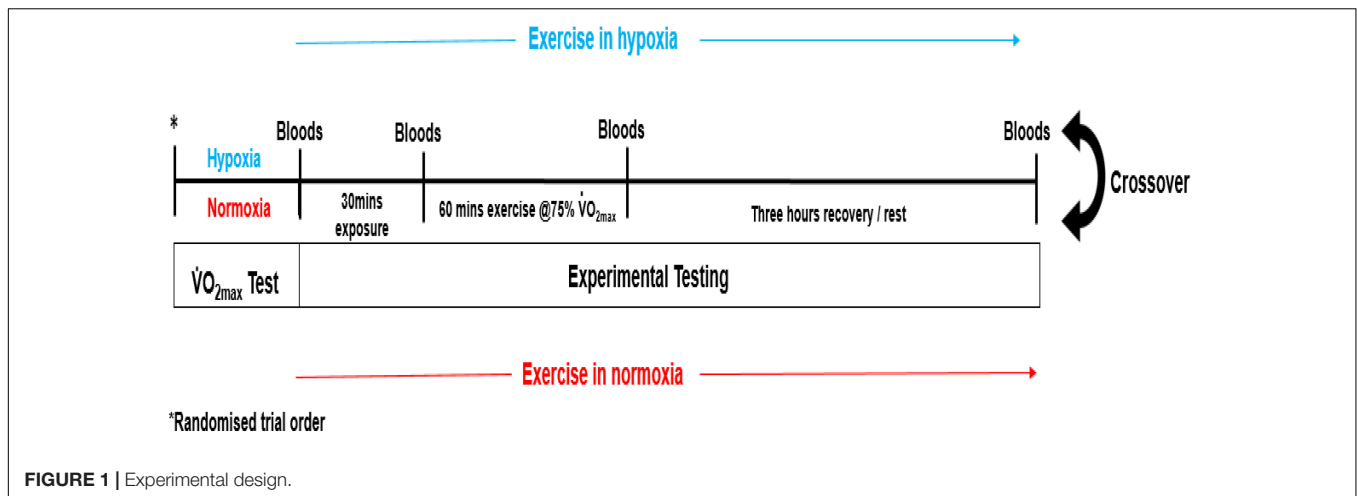 Exercise in hypoxia
* Bloods Bloods Bloods Bloods
Hypoxia
Crossover
Normoxia
30mins
exposure
60 mins exercise @75% V̇O2max
Three hours recovery / rest
V̇O2max Test
Experimental Testing
Exercise in normoxia
*Randomised trial order
FIGURE 1 | Experimental design.